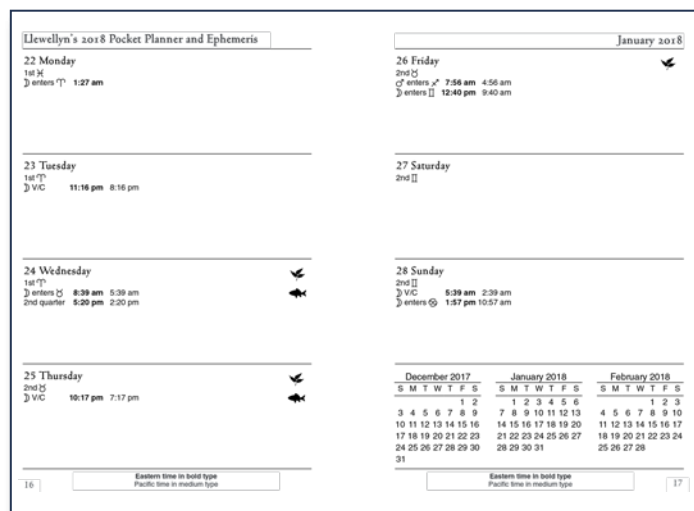 Llewellyn's 2018 Pocket Planner and Ephemeris
22 Monday
1st ♓
☽ enters ♈ 1:27 am
23 Tuesday
1st ♈
☽ V/C 11:16 pm 8:16 pm
24 Wednesday
1st ♈
☽ enters ♉ 8:39 am 5:39 am
2nd quarter 5:20 pm 2:20 pm
25 Thursday
2nd ♉
☽ V/C 10:17 pm 7:17 pm
Eastern time in bold type
Pacific time in medium type
16
January 2018
26 Friday
2nd ♉
♂ enters ♐ 7:56 am 4:56 am
☽ enters ♊ 12:40 pm 9:40 am
27 Saturday
2nd ♊
28 Sunday
2nd ♊
☽ V/C 5:39 am 2:39 am
☽ enters ♋ 1:57 pm 10:57 am
December 2017
S M T W T F S
1 2
3 4 5 6 7 8 9
10 11 12 13 14 15 16
17 18 19 20 21 22 23
24 25 26 27 28 29 30
31
January 2018
S M T W T F S
1 2 3 4 5 6
7 8 9 10 11 12 13
14 15 16 17 18 19 20
21 22 23 24 25 26 27
28 29 30 31
February 2018
S M T W T F S
1 2 3
4 5 6 7 8 9 10
11 12 13 14 15 16 17
18 19 20 21 22 23 24
25 26 27 28
Eastern time in bold type
Pacific time in medium type
17